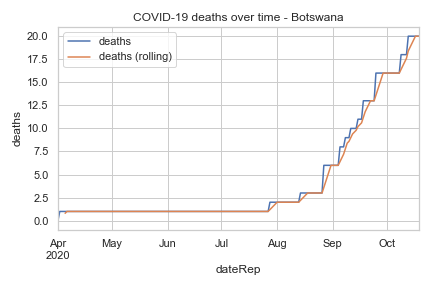 COVID-19 deaths over time - Botswana
deaths
deaths (rolling)
20.0
17.5
15.0
12.5
10.0
7.5
5.0
2.5
0.0
deaths
Apr May Jun Jul Aug Sep Oct
2020
dateRep